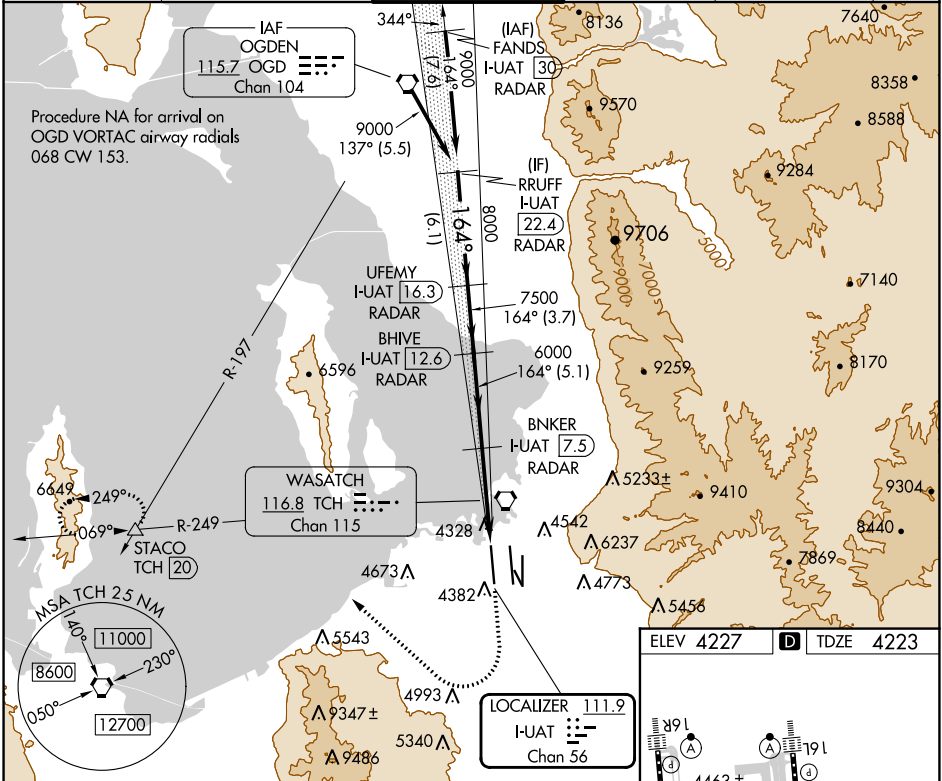 IAF
OGDEN
115.7 OGD
Chan 104
Procedure NA for arrival on
OGD VORTAC airway radials
068 CW 153.
344°
(7.6)
164°
9000
(IAF)
FANDS
I-UAT 30
RADAR
9000
137° (5.5)
8136
7640
8358
9570
8588
9284
(IF)
RRUFF
I-UAT
22.4
RADAR
(6.1)
164°
8000
9706
5000
7000
9000
7140
UFEMY
I-UAT 16.3
RADAR
7500
164° (3.7)
BHIVE
I-UAT 12.6
RADAR
6000
164° (5.1)
R-197
6596
9259
8170
BNKER
I-UAT 7.5
RADAR
5233±
9410
9304
WASATCH
116.8 TCH
Chan 115
6649
249°
069°
R-249
STACO
TCH 20
4328
4542
6237
8440
7869
4673
4382
4773
5456
MSA TCH 25 NM
140°
11000
8600
230°
050°
12700
5543
4993
9347±
5340
9486
LOCALIZER 111.9
I-UAT
Chan 56
ELEV 4227 D TDZE 4223
16R
A
A
16L
P
P
4463±